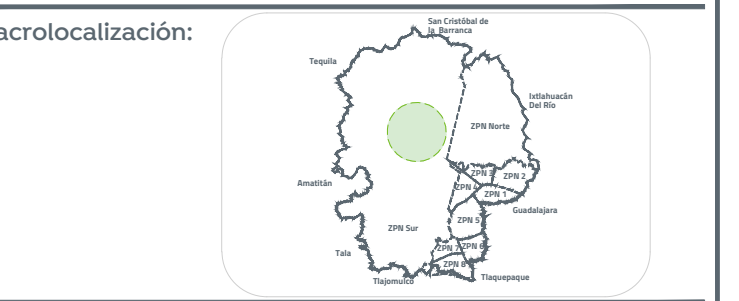 acrolocalización:
San Cristóbal de
la Barranca
Tequila
Ixtlahuacán
Del Río
ZPN Norte
ZPN 3
ZPN 2
Amatitán
ZPN 4
ZPN 1
Guadalajara
ZPN 5
ZPN Sur
ZPN 7
ZPN 6
Tala
ZPN 8
Tlajomulco
Tlaquepaque